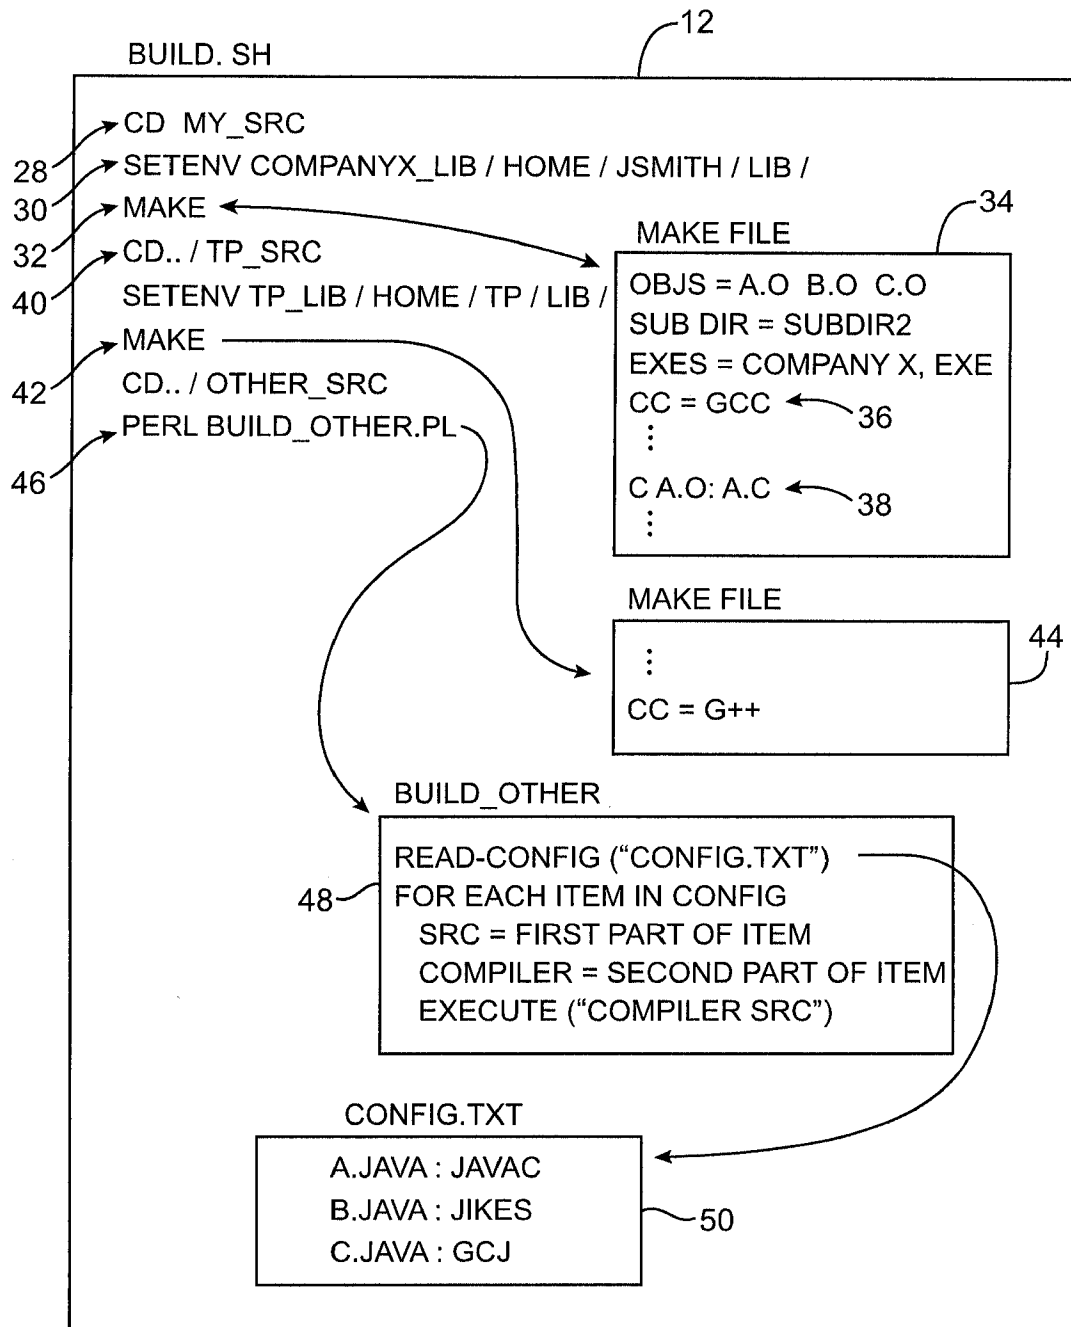 12
BUILD. SH
CD MY_SRC
28
SETENV COMPANYX_LIB / HOME / JSMITH / LIB /
30
MAKE
32
CD.. / TP_SRC
40
SETENV TP_LIB / HOME / TP / LIB /
MAKE
42
CD.. / OTHER_SRC
PERL BUILD_OTHER.PL
46
34
MAKE FILE
OBJS = A.O B.O C.O
SUB DIR = SUBDIR2
EXES = COMPANY X, EXE
CC = GCC 36
⋮
C A.O: A.C 38
⋮
MAKE FILE
44
⋮
CC = G++
BUILD_OTHER
READ-CONFIG (“CONFIG.TXT”)
48
FOR EACH ITEM IN CONFIG
SRC = FIRST PART OF ITEM
COMPILER = SECOND PART OF ITEM
EXECUTE (“COMPILER SRC”)
CONFIG.TXT
A.JAVA : JAVAC
B.JAVA : JIKES
50
C.JAVA : GCJ